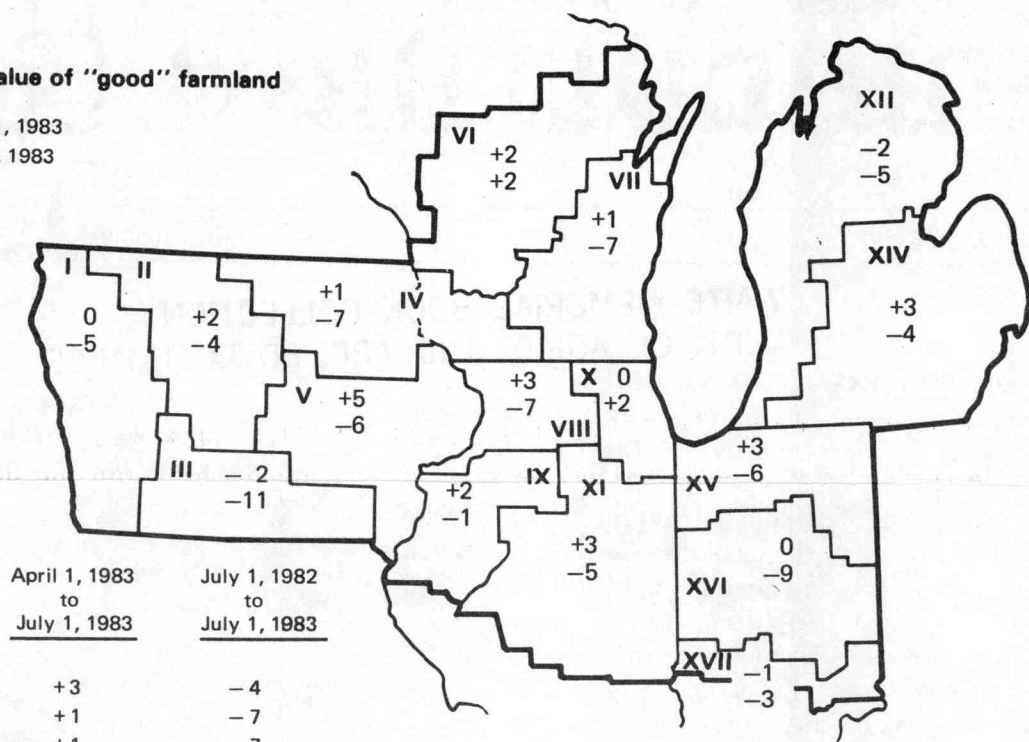 alue of "good" farmland
, 1983
, 1983
XII
−2
−5
VI
+2
+2
VII
+1
−7
XIV
+3
−4
I
0
−5
II
+2
−4
+1
−7
IV
V
+5
−6
III
−2
−11
+3
−7
VIII
X 0
+2
IX
+2
−1
XI
+3
−5
+3
−6
XV
0
−9
XVI
XVII
−1
−3
April 1, 1983 July 1, 1982
to to
July 1, 1983 July 1, 1983
+3 −4
+1 −7
+1 −7